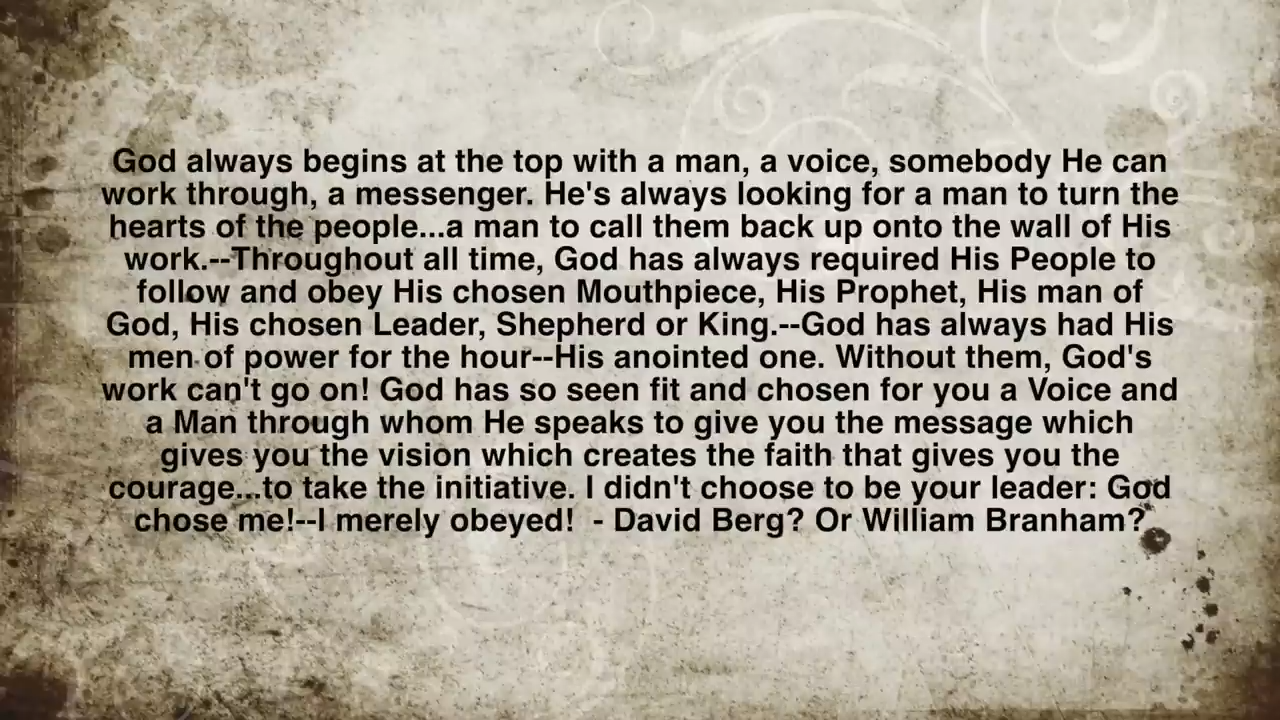 God always begins at the top with a man, a voice, somebody He can
work through, a messenger. He's always looking for a man to turn the
hearts of the people...a man to call them back up onto the wall of His
work.--Throughout all time, God has always required His People to
follow and obey His chosen Mouthpiece, His Prophet, His man of
God, His chosen Leader, Shepherd or King.--God has always had His
men of power for the hour--His anointed one. Without them, God's
work can't go on! God has so seen fit and chosen for you a Voice and
a Man through whom He speaks to give you the message which
gives you the vision which creates the faith that gives you the
courage...to take the initiative. I didn't choose to be your leader: God
chose me!--I merely obeyed!  - David Berg? Or William Branham?